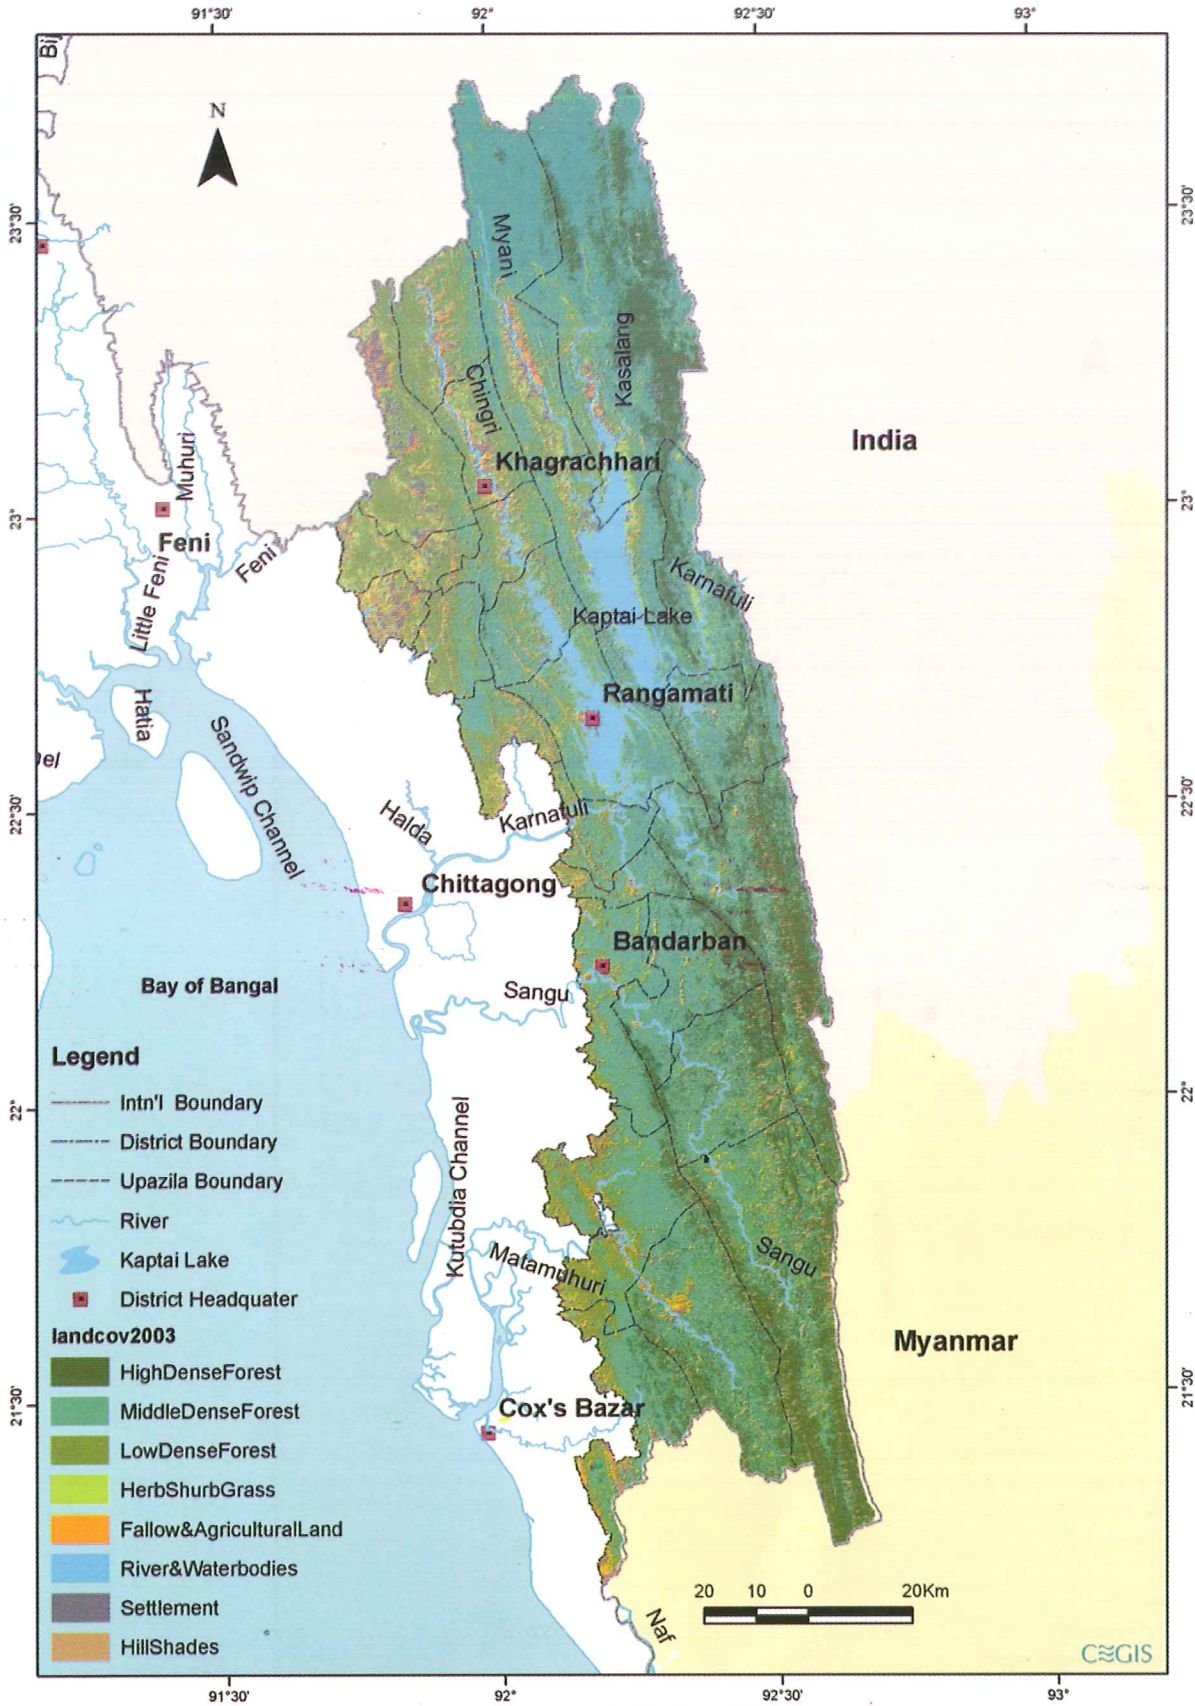 91°30'
92°
92°30'
93°
Bij
N
23°30'
23°30'
Myani
Kasalang
Chingri
India
Khagrachhari
Muhuri
23°
23°
Feni
Feni
Little Feni
Karnafuli
Kaptai Lake
Rangamati
Hatia
Sandwip Channel
nel
22°30'
22°30'
Halda
Karnafuli
Chittagong
Bandarban
Bay of Bangal
Sangu
Legend
Intn'l Boundary
District Boundary
Upazila Boundary
River
Kaptai Lake
District Headquater
22°
22°
Kutubdia Channel
Matamuhuri
Sangu
Myanmar
landcov2003
HighDenseForest
MiddleDenseForest
LowDenseForest
HerbShurbGrass
Fallow&AgriculturalLand
River&Waterbodies
Settlement
HillShades
21°30'
21°30'
Cox's Bazar
20 10 0 20Km
Naf
CEGIS
91°30'
92°
92°30'
93°